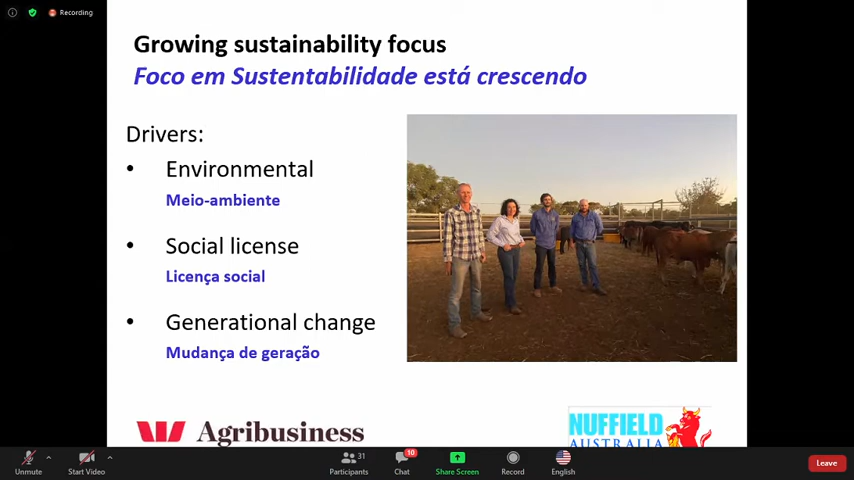 Recording
Growing sustainability focus
Foco em Sustentabilidade está crescendo
Drivers:
• Environmental
Meio-ambiente
• Social license
Licença social
• Generational change
Mudança de geração
Agribusiness
NUFFIELD
AUSTRALIA
Unmute
Start Video
31
Participants
10
Chat
Share Screen
Record
English
Leave